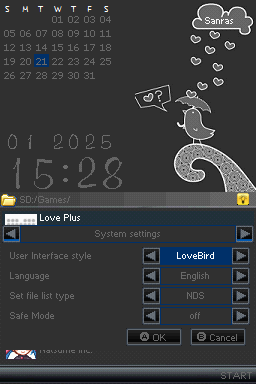 S M T W T F S
Sanras
01 02 03 04
05 06 07 08 09 10 11
12 13 14 15 16 17 18
19 20 21 22 23 24 25
26 27 28 29 30 31
?
01 2025
15:28
SD:/Games/
Love Plus
System settings
User Interface style LoveBird
Language English
Set file list type NDS
Safe Mode off
A OK B Cancel
Natsume Inc.
START